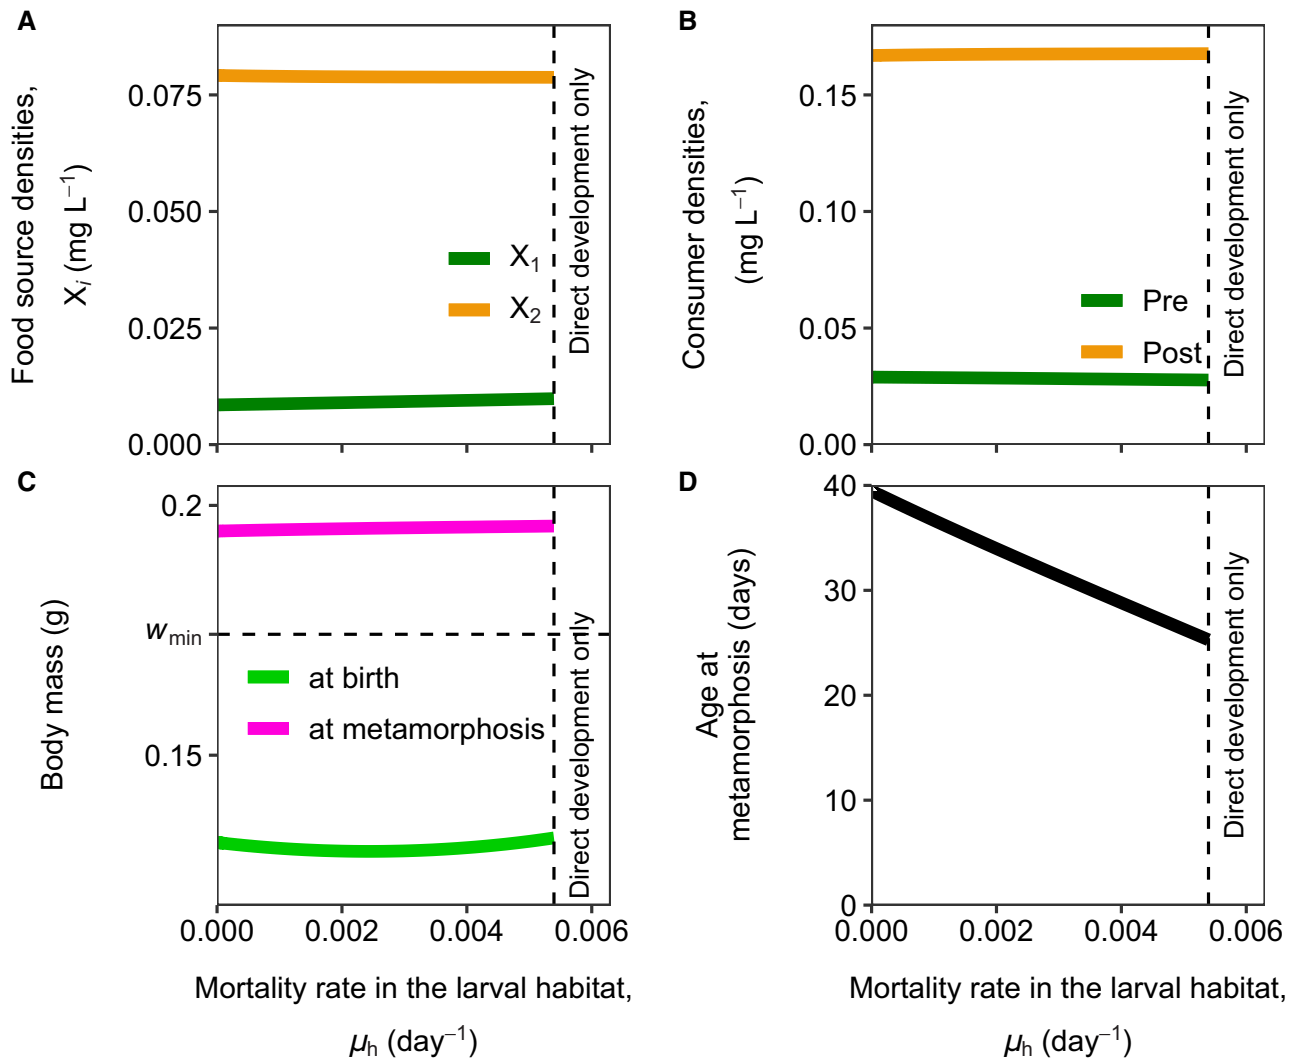 A
Food source densities,
Xᵢ (mg L⁻¹)
0.075
0.050
0.025
0.000
X₁
X₂
Direct development only
B
Consumer densities,
(mg L⁻¹)
0.15
0.10
0.05
0.00
Pre
Post
Direct development only
C
Body mass (g)
0.2
w_min
0.15
at birth
at metamorphosis
Direct development only
0.000 0.002 0.004 0.006
Mortality rate in the larval habitat,
μ_h (day⁻¹)
D
Age at
metamorphosis (days)
40
30
20
10
0
Direct development only
0.000 0.002 0.004 0.006
Mortality rate in the larval habitat,
μ_h (day⁻¹)